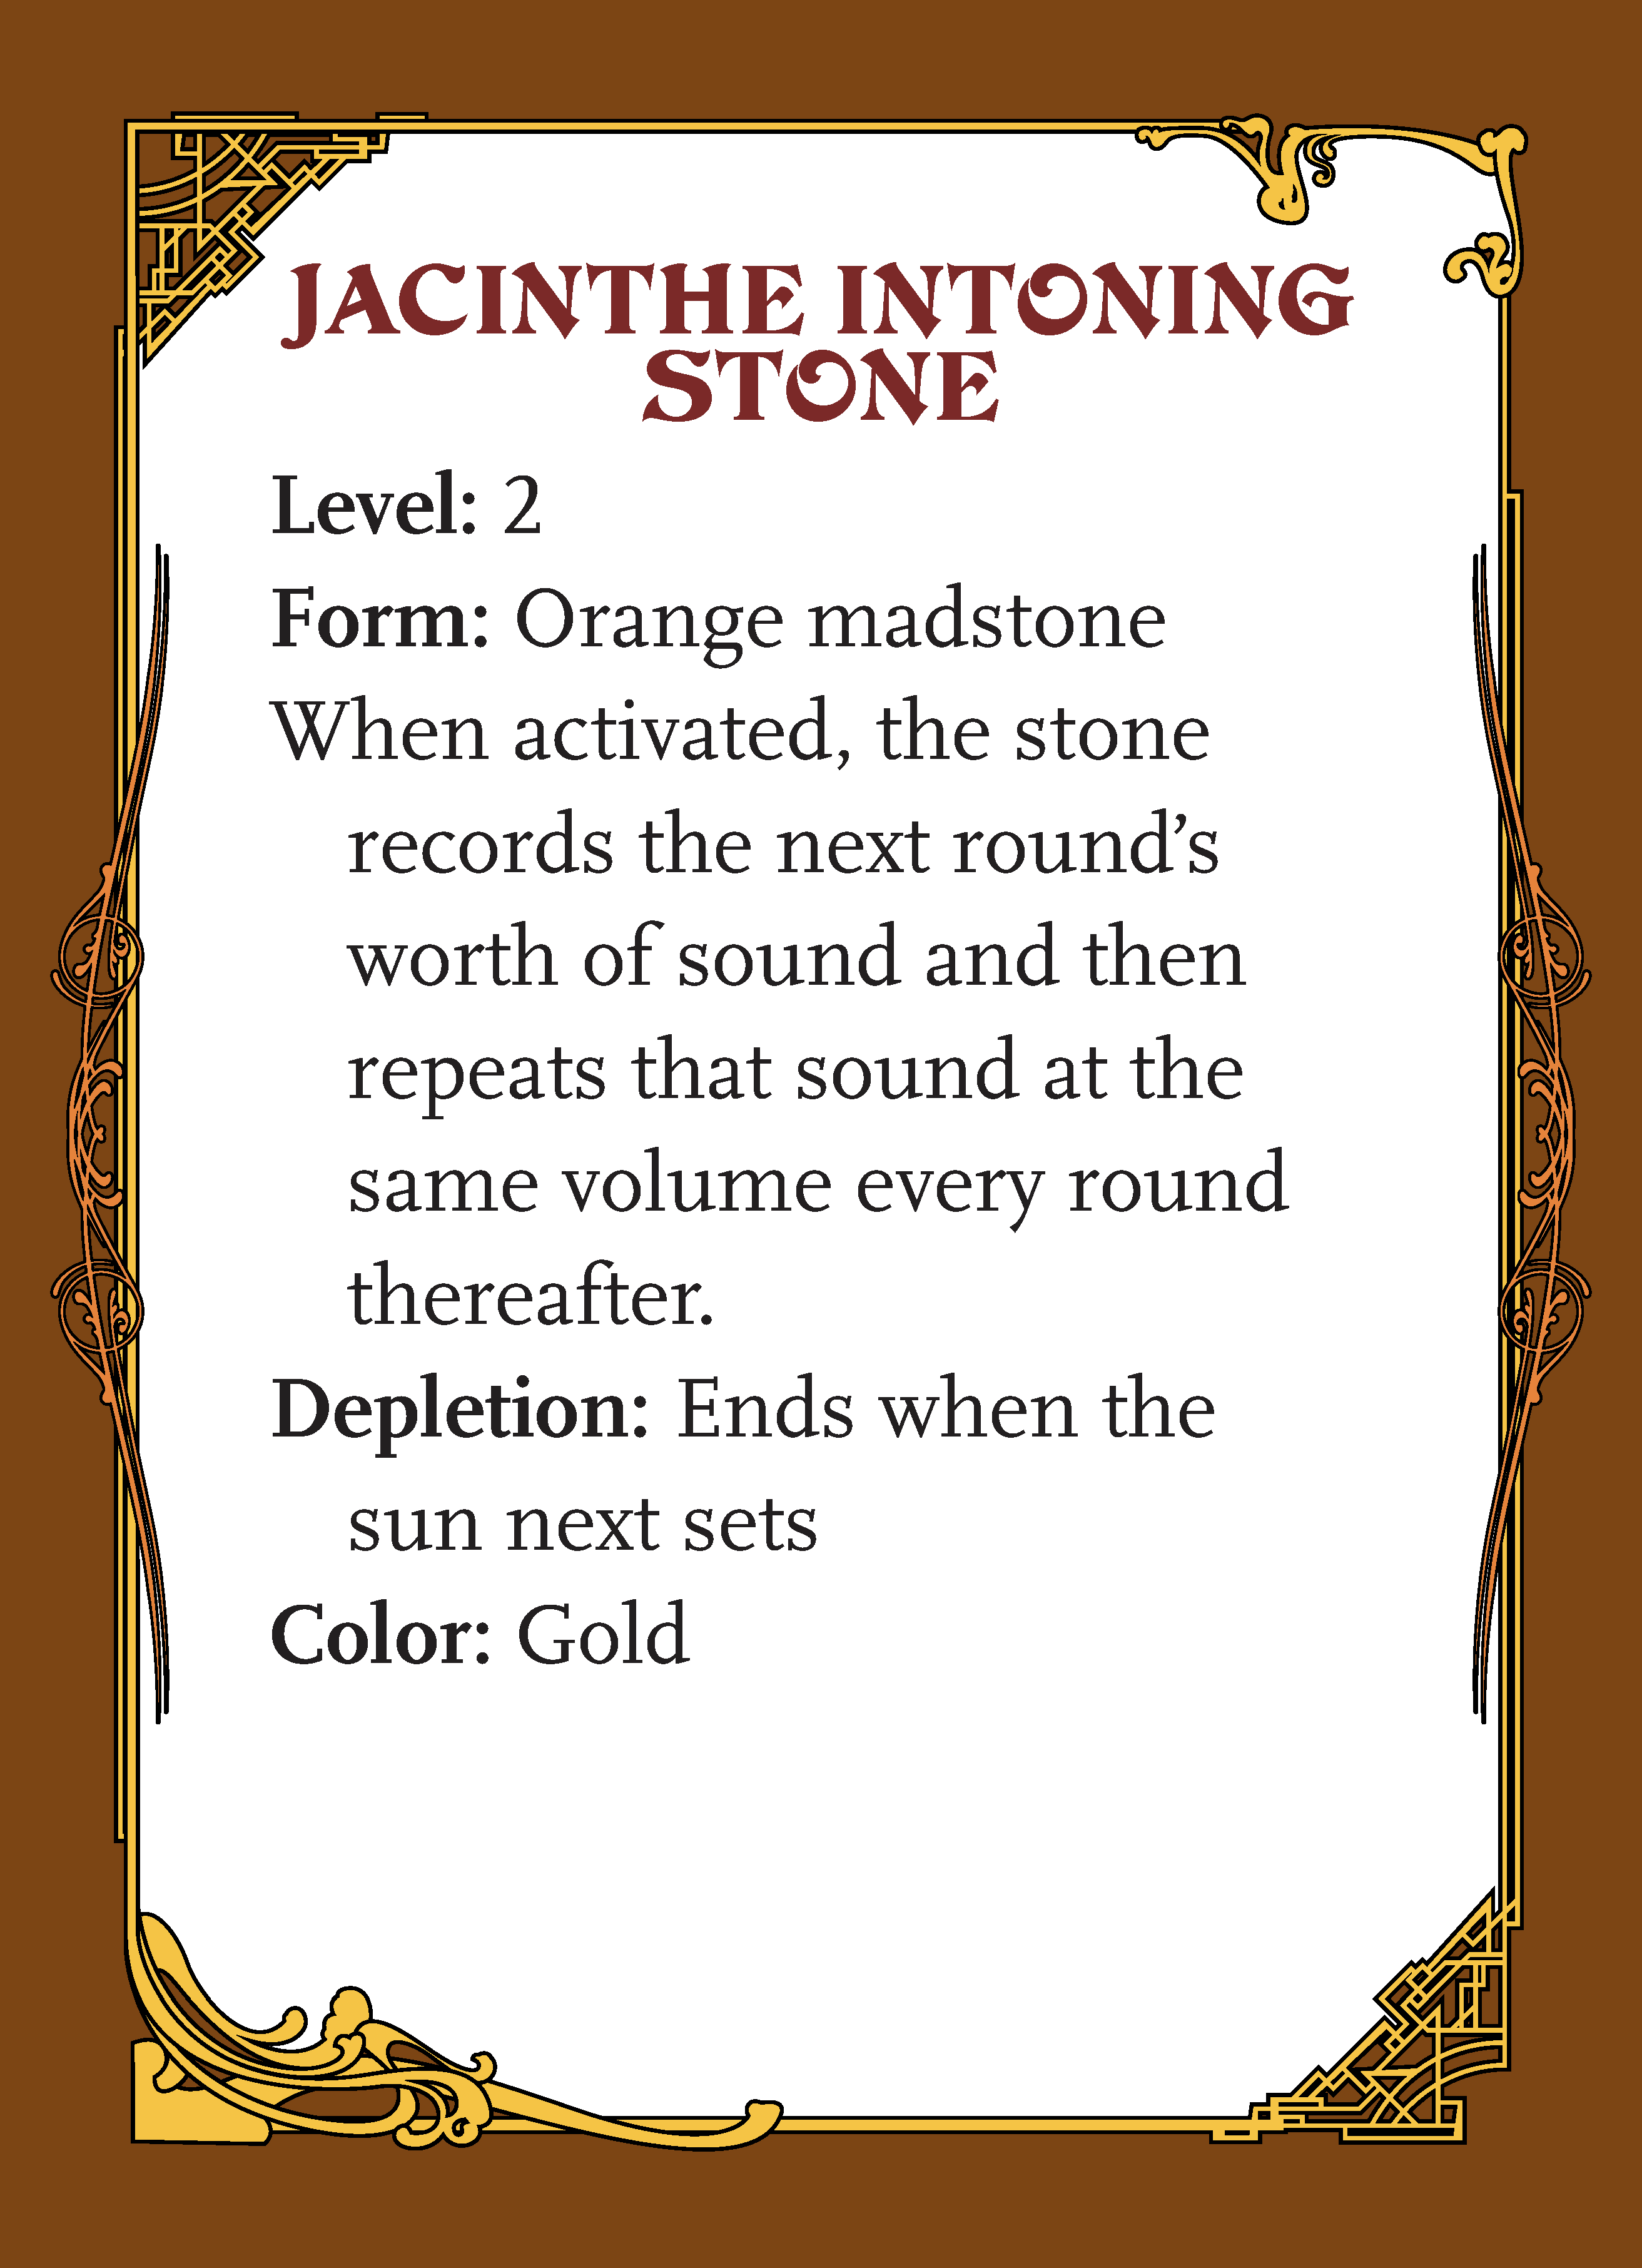 JACINTHE INTONING
STONE
Level: 2
Form: Orange madstone
When activated, the stone
records the next round’s
worth of sound and then
repeats that sound at the
same volume every round
thereafter.
Depletion: Ends when the
sun next sets
Color: Gold